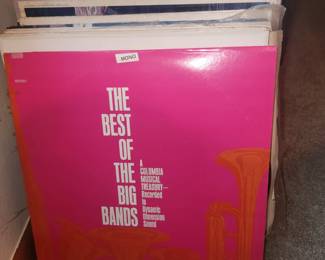 MONO
THE
BEST
OF
THE
BIG
BANDS
A
COLUMBIA
MUSICAL
TREASURY—
Recorded
in
Dynamic
Dimension
Sound